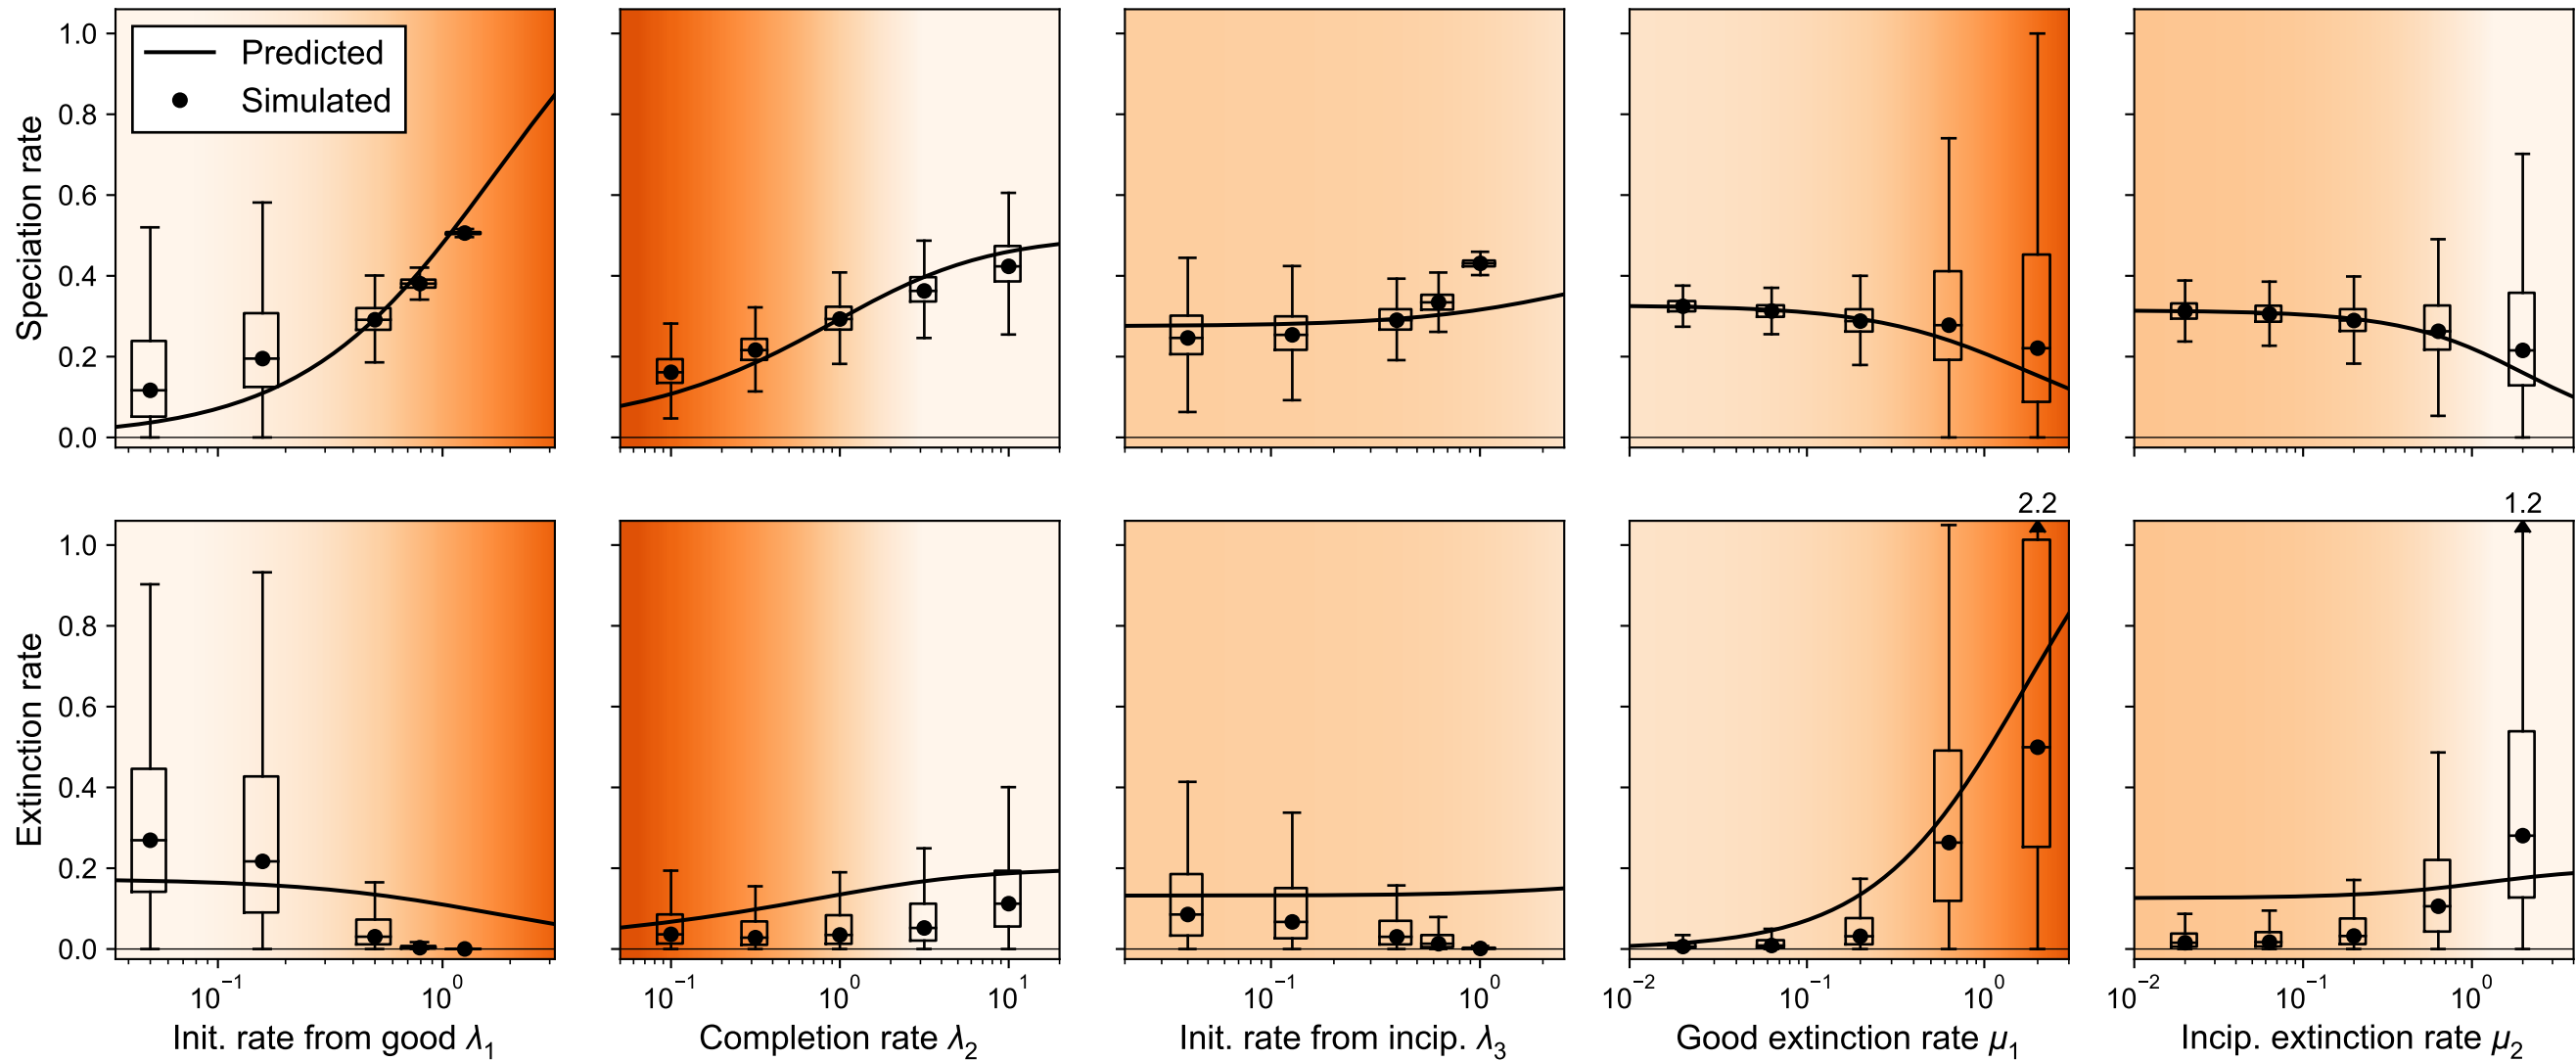 Predicted
Simulated
Speciation rate
1.0
0.8
0.6
0.4
0.2
0.0
2.2
1.2
Extinction rate
1.0
0.8
0.6
0.4
0.2
0.0
10⁻¹ 10⁰
10⁻¹ 10⁰ 10¹
10⁻¹ 10⁰
10⁻² 10⁻¹ 10⁰
10⁻² 10⁻¹ 10⁰
Init. rate from good λ₁
Completion rate λ₂
Init. rate from incip. λ₃
Good extinction rate μ₁
Incip. extinction rate μ₂